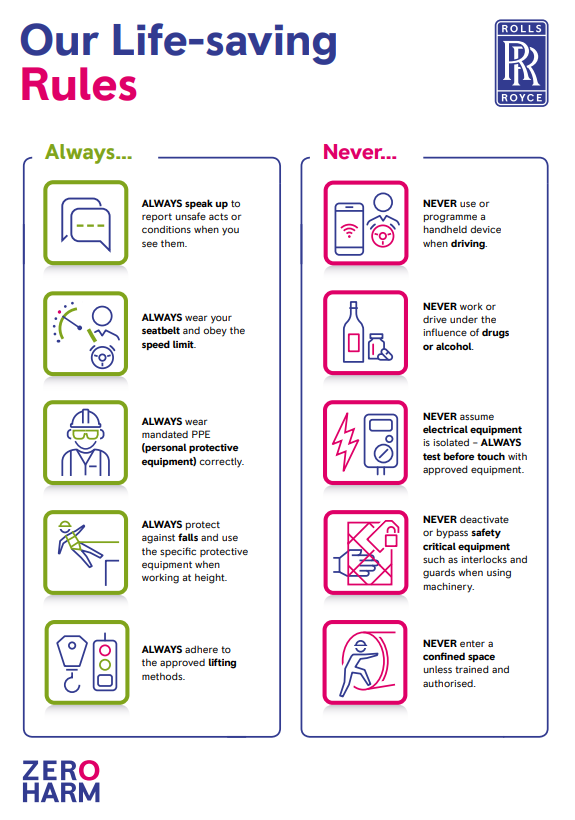 Our Life-saving
Rules
ROLLS
RR
ROYCE
Always...
ALWAYS speak up to
report unsafe acts or
conditions when you
see them.
ALWAYS wear your
seatbelt and obey the
speed limit.
ALWAYS wear
mandated PPE
(personal protective
equipment) correctly.
ALWAYS protect
against falls and use
the specific protective
equipment when
working at height.
ALWAYS adhere to
the approved lifting
methods.
Never...
NEVER use or
programme a
handheld device
when driving.
NEVER work or
drive under the
influence of drugs
or alcohol.
NEVER assume
electrical equipment
is isolated – ALWAYS
test before touch with
approved equipment.
NEVER deactivate
or bypass safety
critical equipment
such as interlocks and
guards when using
machinery.
NEVER enter a
confined space
unless trained and
authorised.
ZERO
HARM